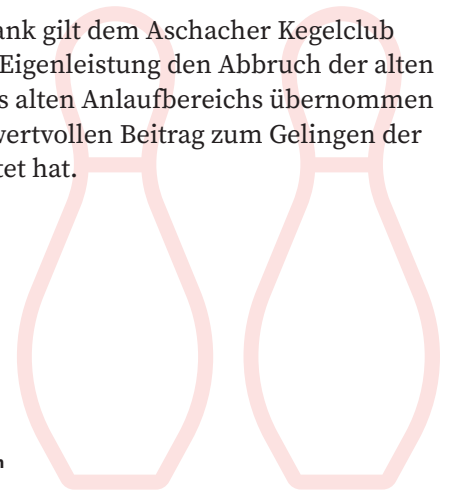 ank gilt dem Aschacher Kegelclub
Eigenleistung den Abbruch der alten
s alten Anlaufbereichs übernommen
wertvollen Beitrag zum Gelingen der
tet hat.
n